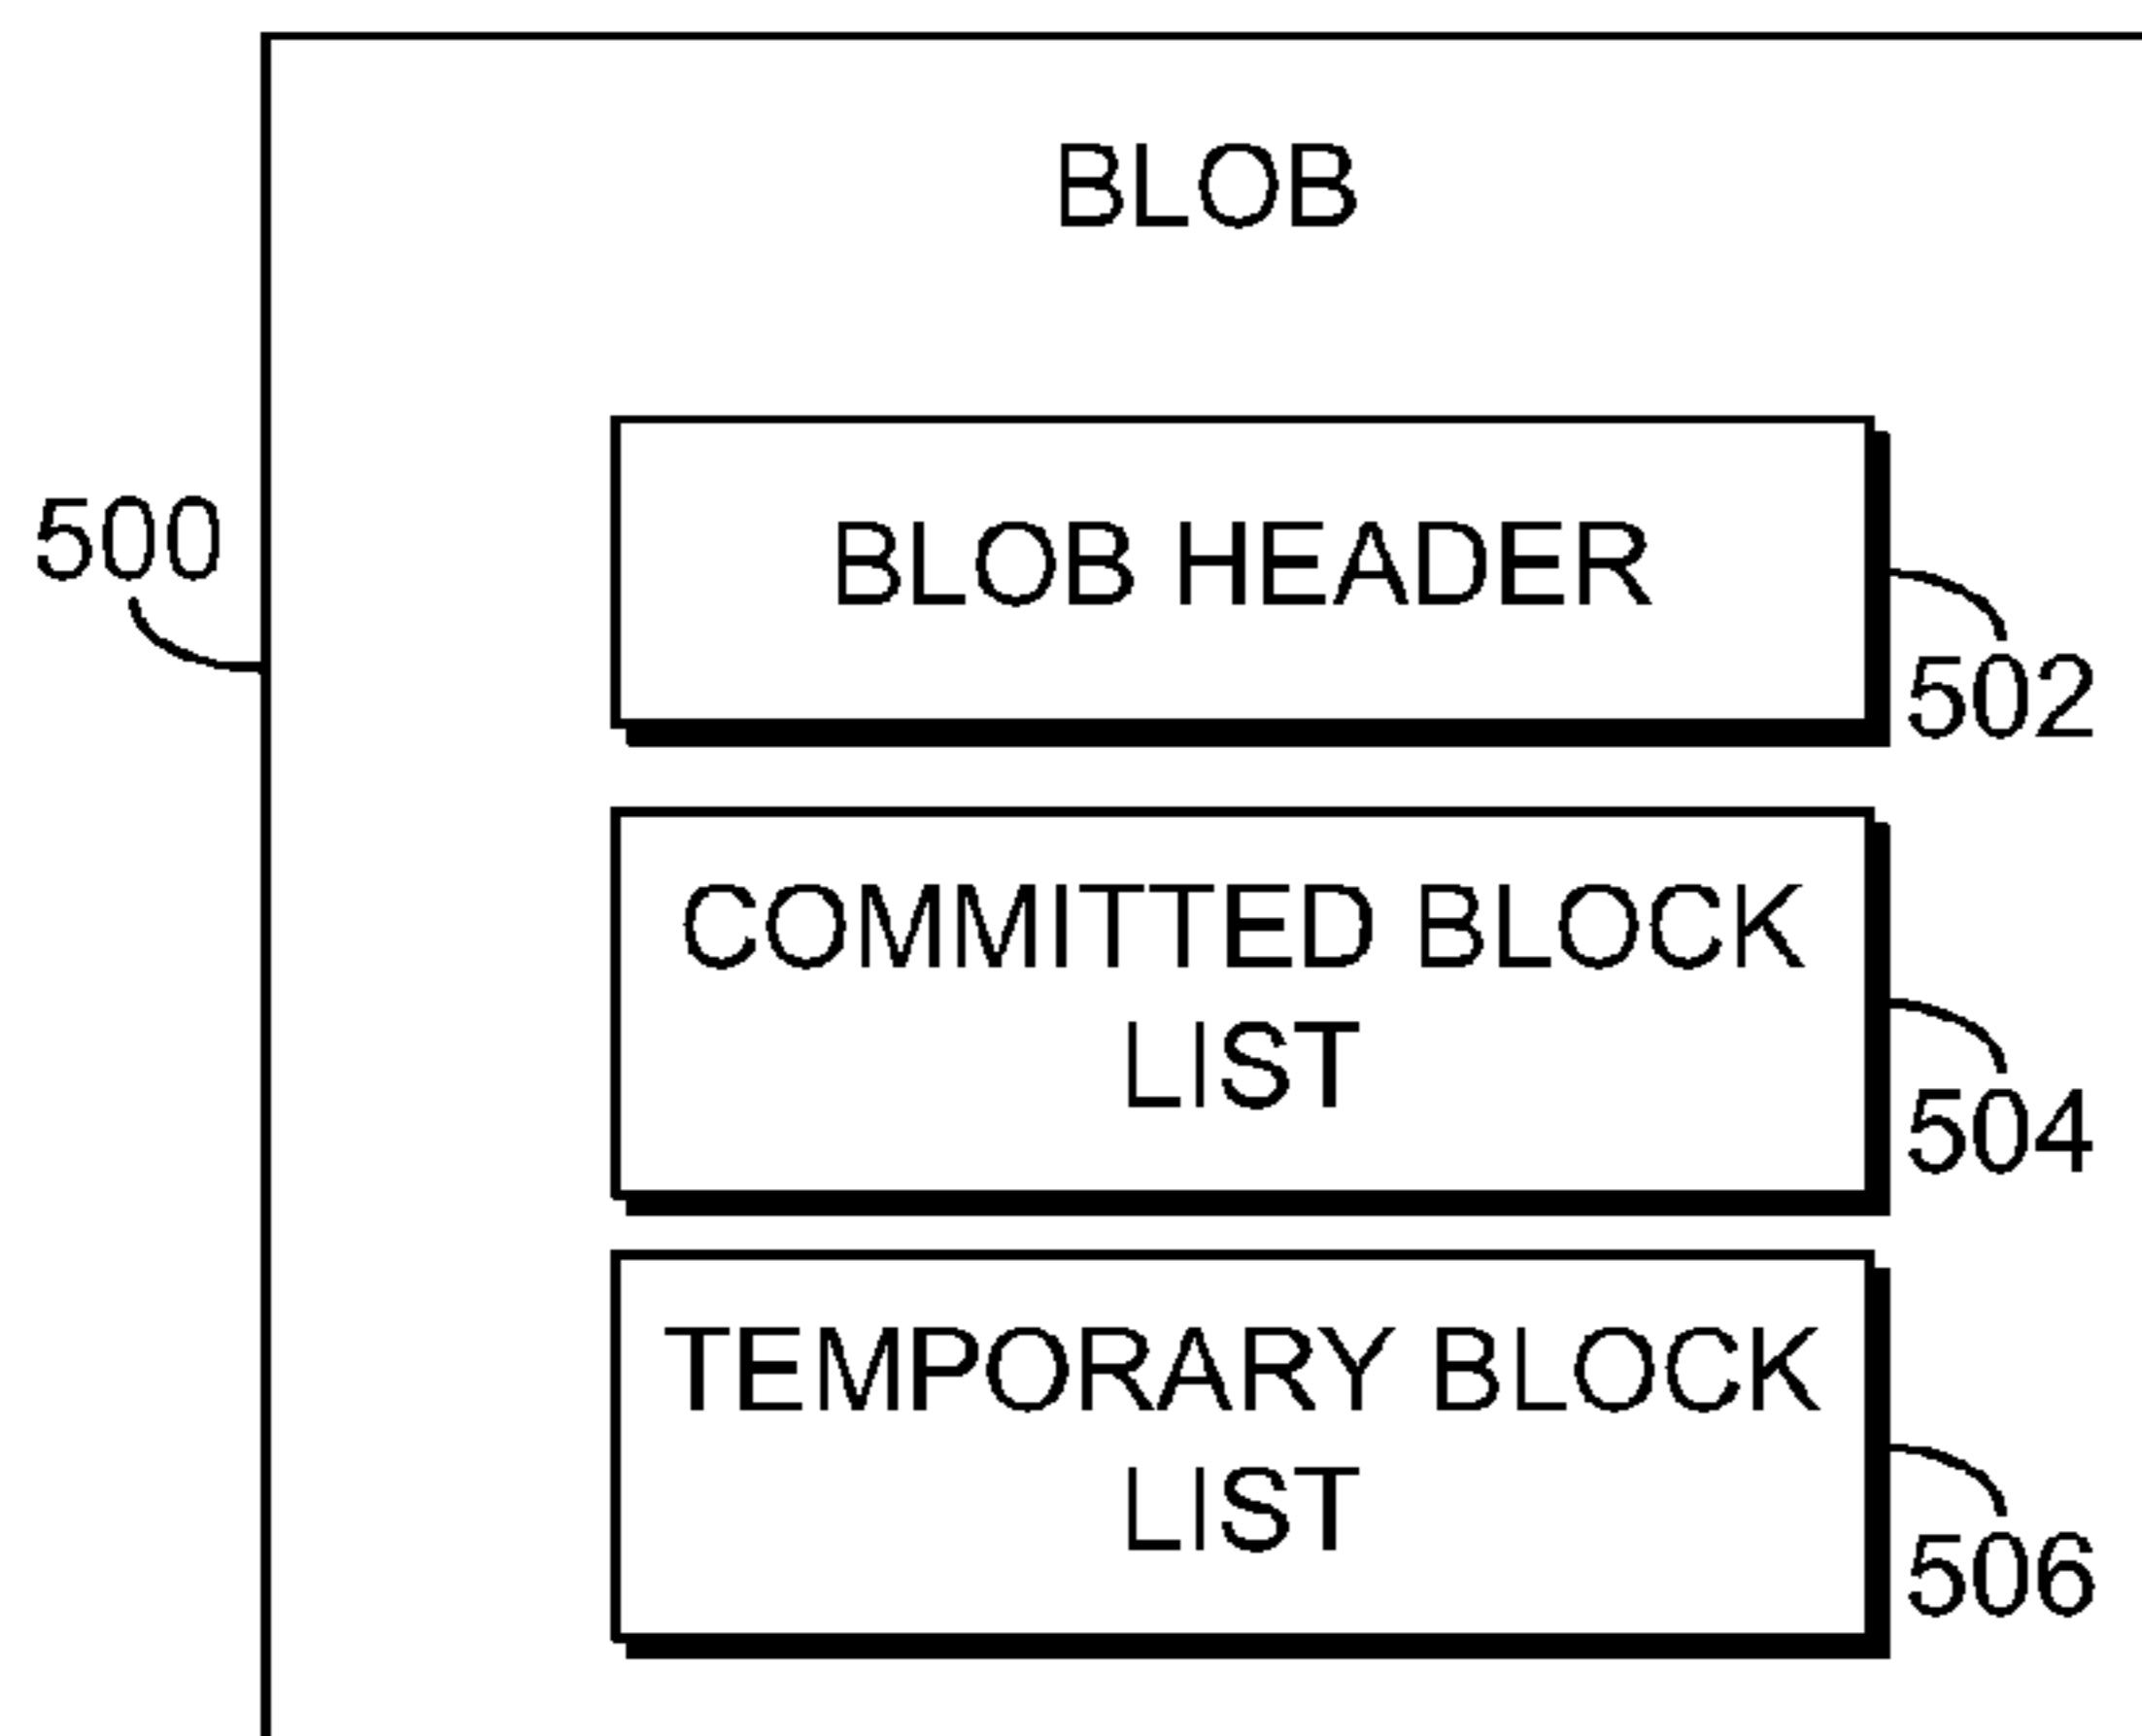 BLOB
BLOB HEADER
500
502
COMMITTED BLOCK
LIST
504
TEMPORARY BLOCK
LIST
506